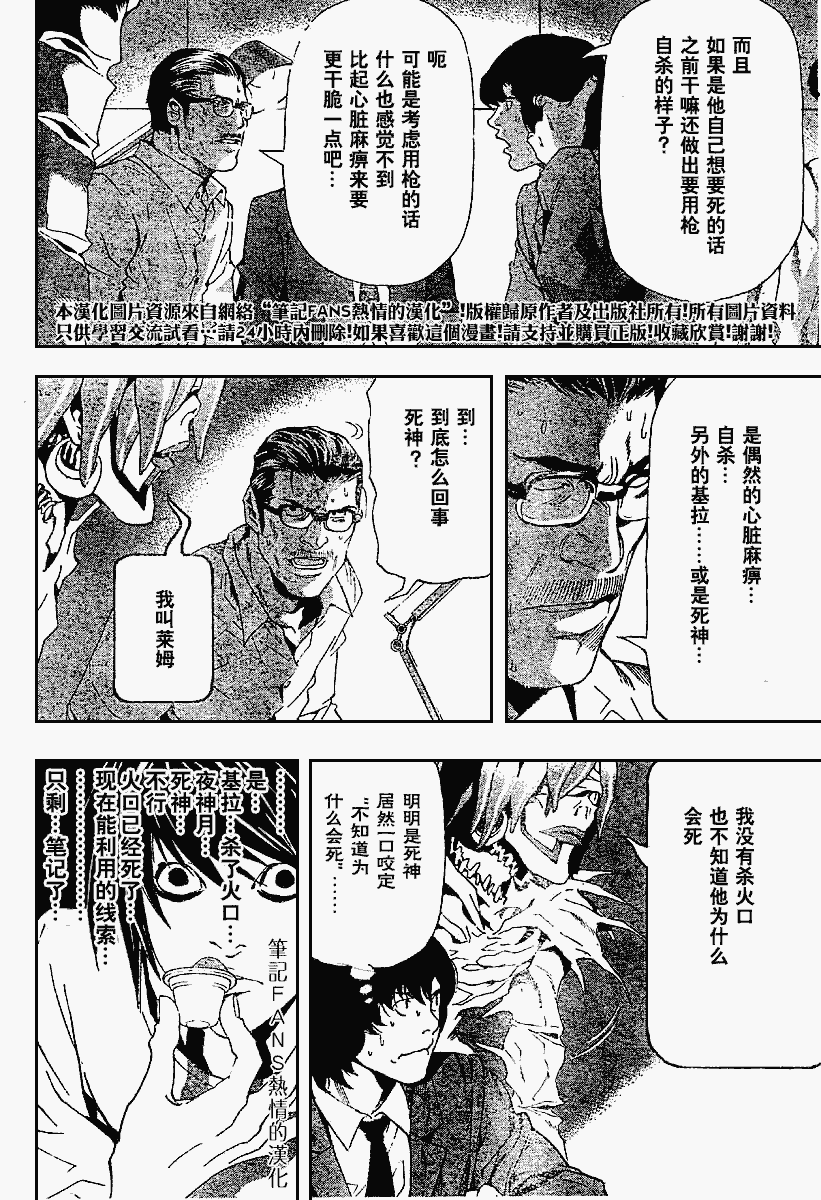 而且
如果是他自己想要死的话
之前干嘛还做出要用枪
自杀的样子？
呃
可能是考虑用枪的话
什么也感觉不到
比起心脏麻痹来要
更干脆一点吧…
本漢化圖片資源來自網絡“筆記FANS熱情的漢化”！版權歸原作者及出版社所有！所有圖片資料
只供學習交流試看…請24小時內刪除！如果喜歡這個漫畫！請支持並購買正版！收藏欣賞！謝謝！
是偶然的心脏麻痹…
自杀…
另外的基拉……或是死神…
到…
到底怎么回事
死神？
我叫莱姆
我没有杀火口
也不知道他为什么
会死
明明是死神
居然一口咬定
“不知道为
什么会死”……
…………………
是…
基拉…杀了火口…
夜神月…
死神…
不行
火口已经死了…
现在能利用的线索…
…………………
只剩…笔记了…
筆記FANS熱情的漢化